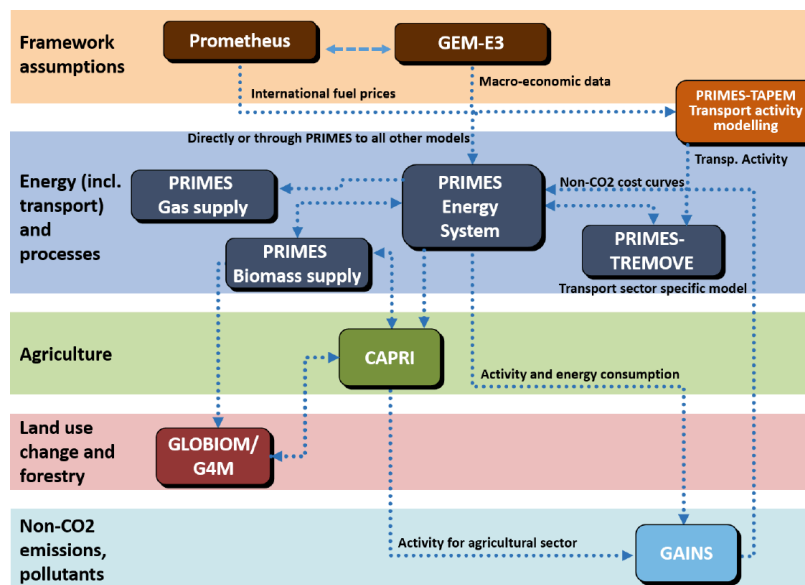 Framework
assumptions
Prometheus
GEM-E3
International fuel prices
Macro-economic data
PRIMES-TAPEM
Transport activity
modelling
Directly or through PRIMES to all other models
Transp. Activity
Energy (incl.
transport) and
processes
PRIMES
Gas supply
PRIMES
Energy
System
Non-CO2 cost curves
PRIMES
Biomass supply
PRIMES-
TREMOVE
Transport sector specific model
Agriculture
CAPRI
Activity and energy consumption
Land use
change and
forestry
GLOBIOM/
G4M
Non-CO2
emissions,
pollutants
Activity for agricultural sector
GAINS